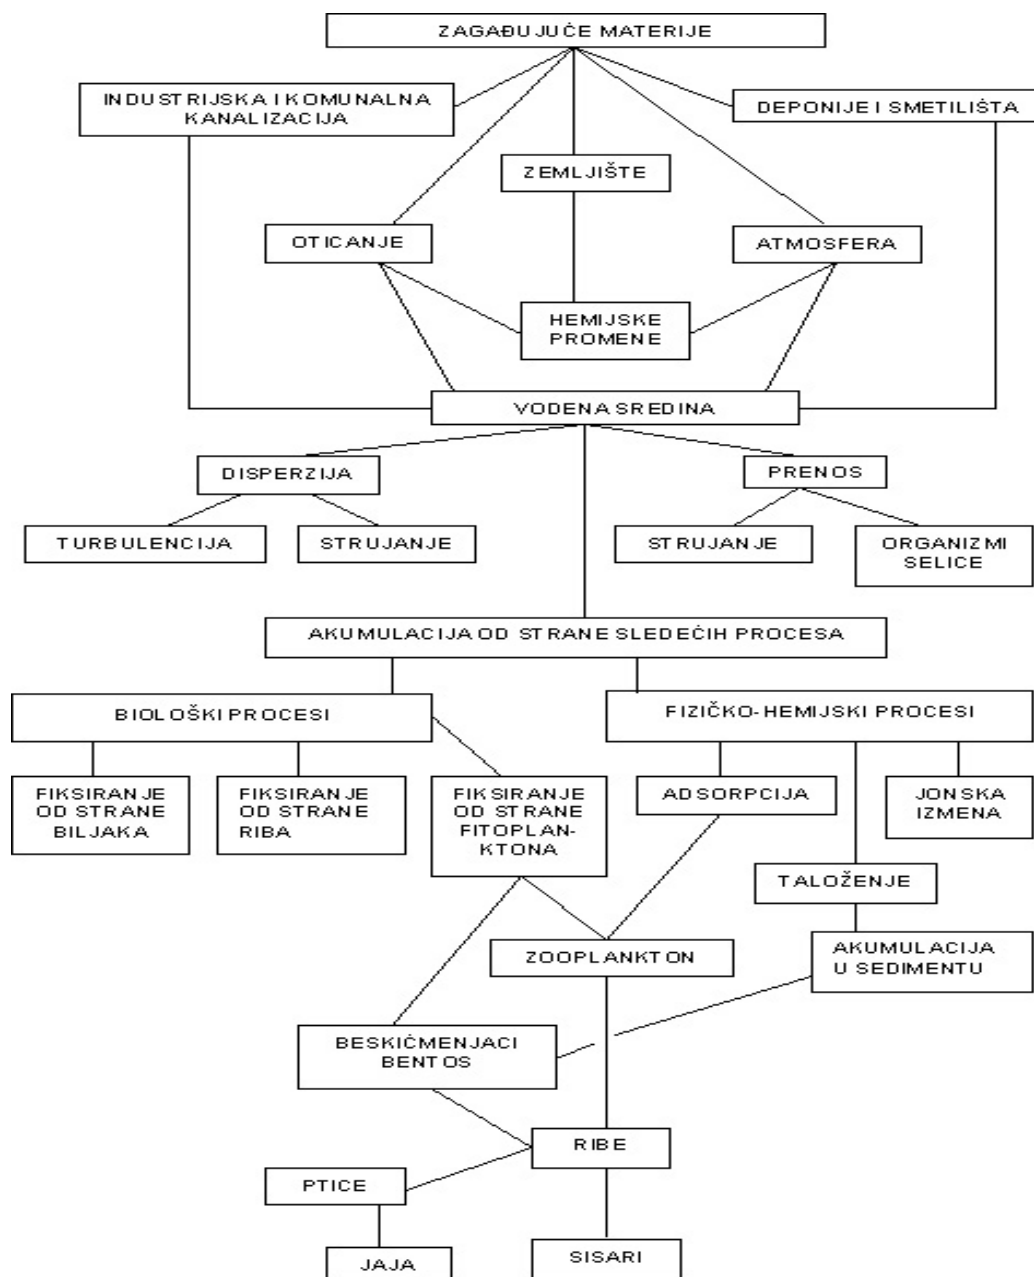 ZAGAĐUJUĆE MATERIJE
INDUSTRIJSKA I KOMUNALNA
KANALIZACIJA
DEPONIJE I SMETILIŠTA
ZEMLJIŠTE
OTICANJE
ATMOSFERA
HEMIJSKE
PROMENE
VODENA SREDINA
DISPERZIJA
PRENOS
TURBULENCIJA
STRUJANJE
STRUJANJE
ORGANIZMI
SELICE
AKUMULACIJA OD STRANE SLEDEĆIH PROCESA
BIOLOŠKI PROCESI
FIZIČKO-HEMIJSKI PROCESI
FIKSIRANJE
OD STRANE
BILJAKA
FIKSIRANJE
OD STRANE
RIBA
FIKSIRANJE
OD STRANE
FITOPLAN-
KTONA
ADSORPCIJA
JONSKA
IZMENA
TALOŽENJE
ZOOPLANKTON
AKUMULACIJA
U SEDIMENTU
BESKIĆMENJACI
BENTOS
RIBE
PTICE
JAJA
SISARI